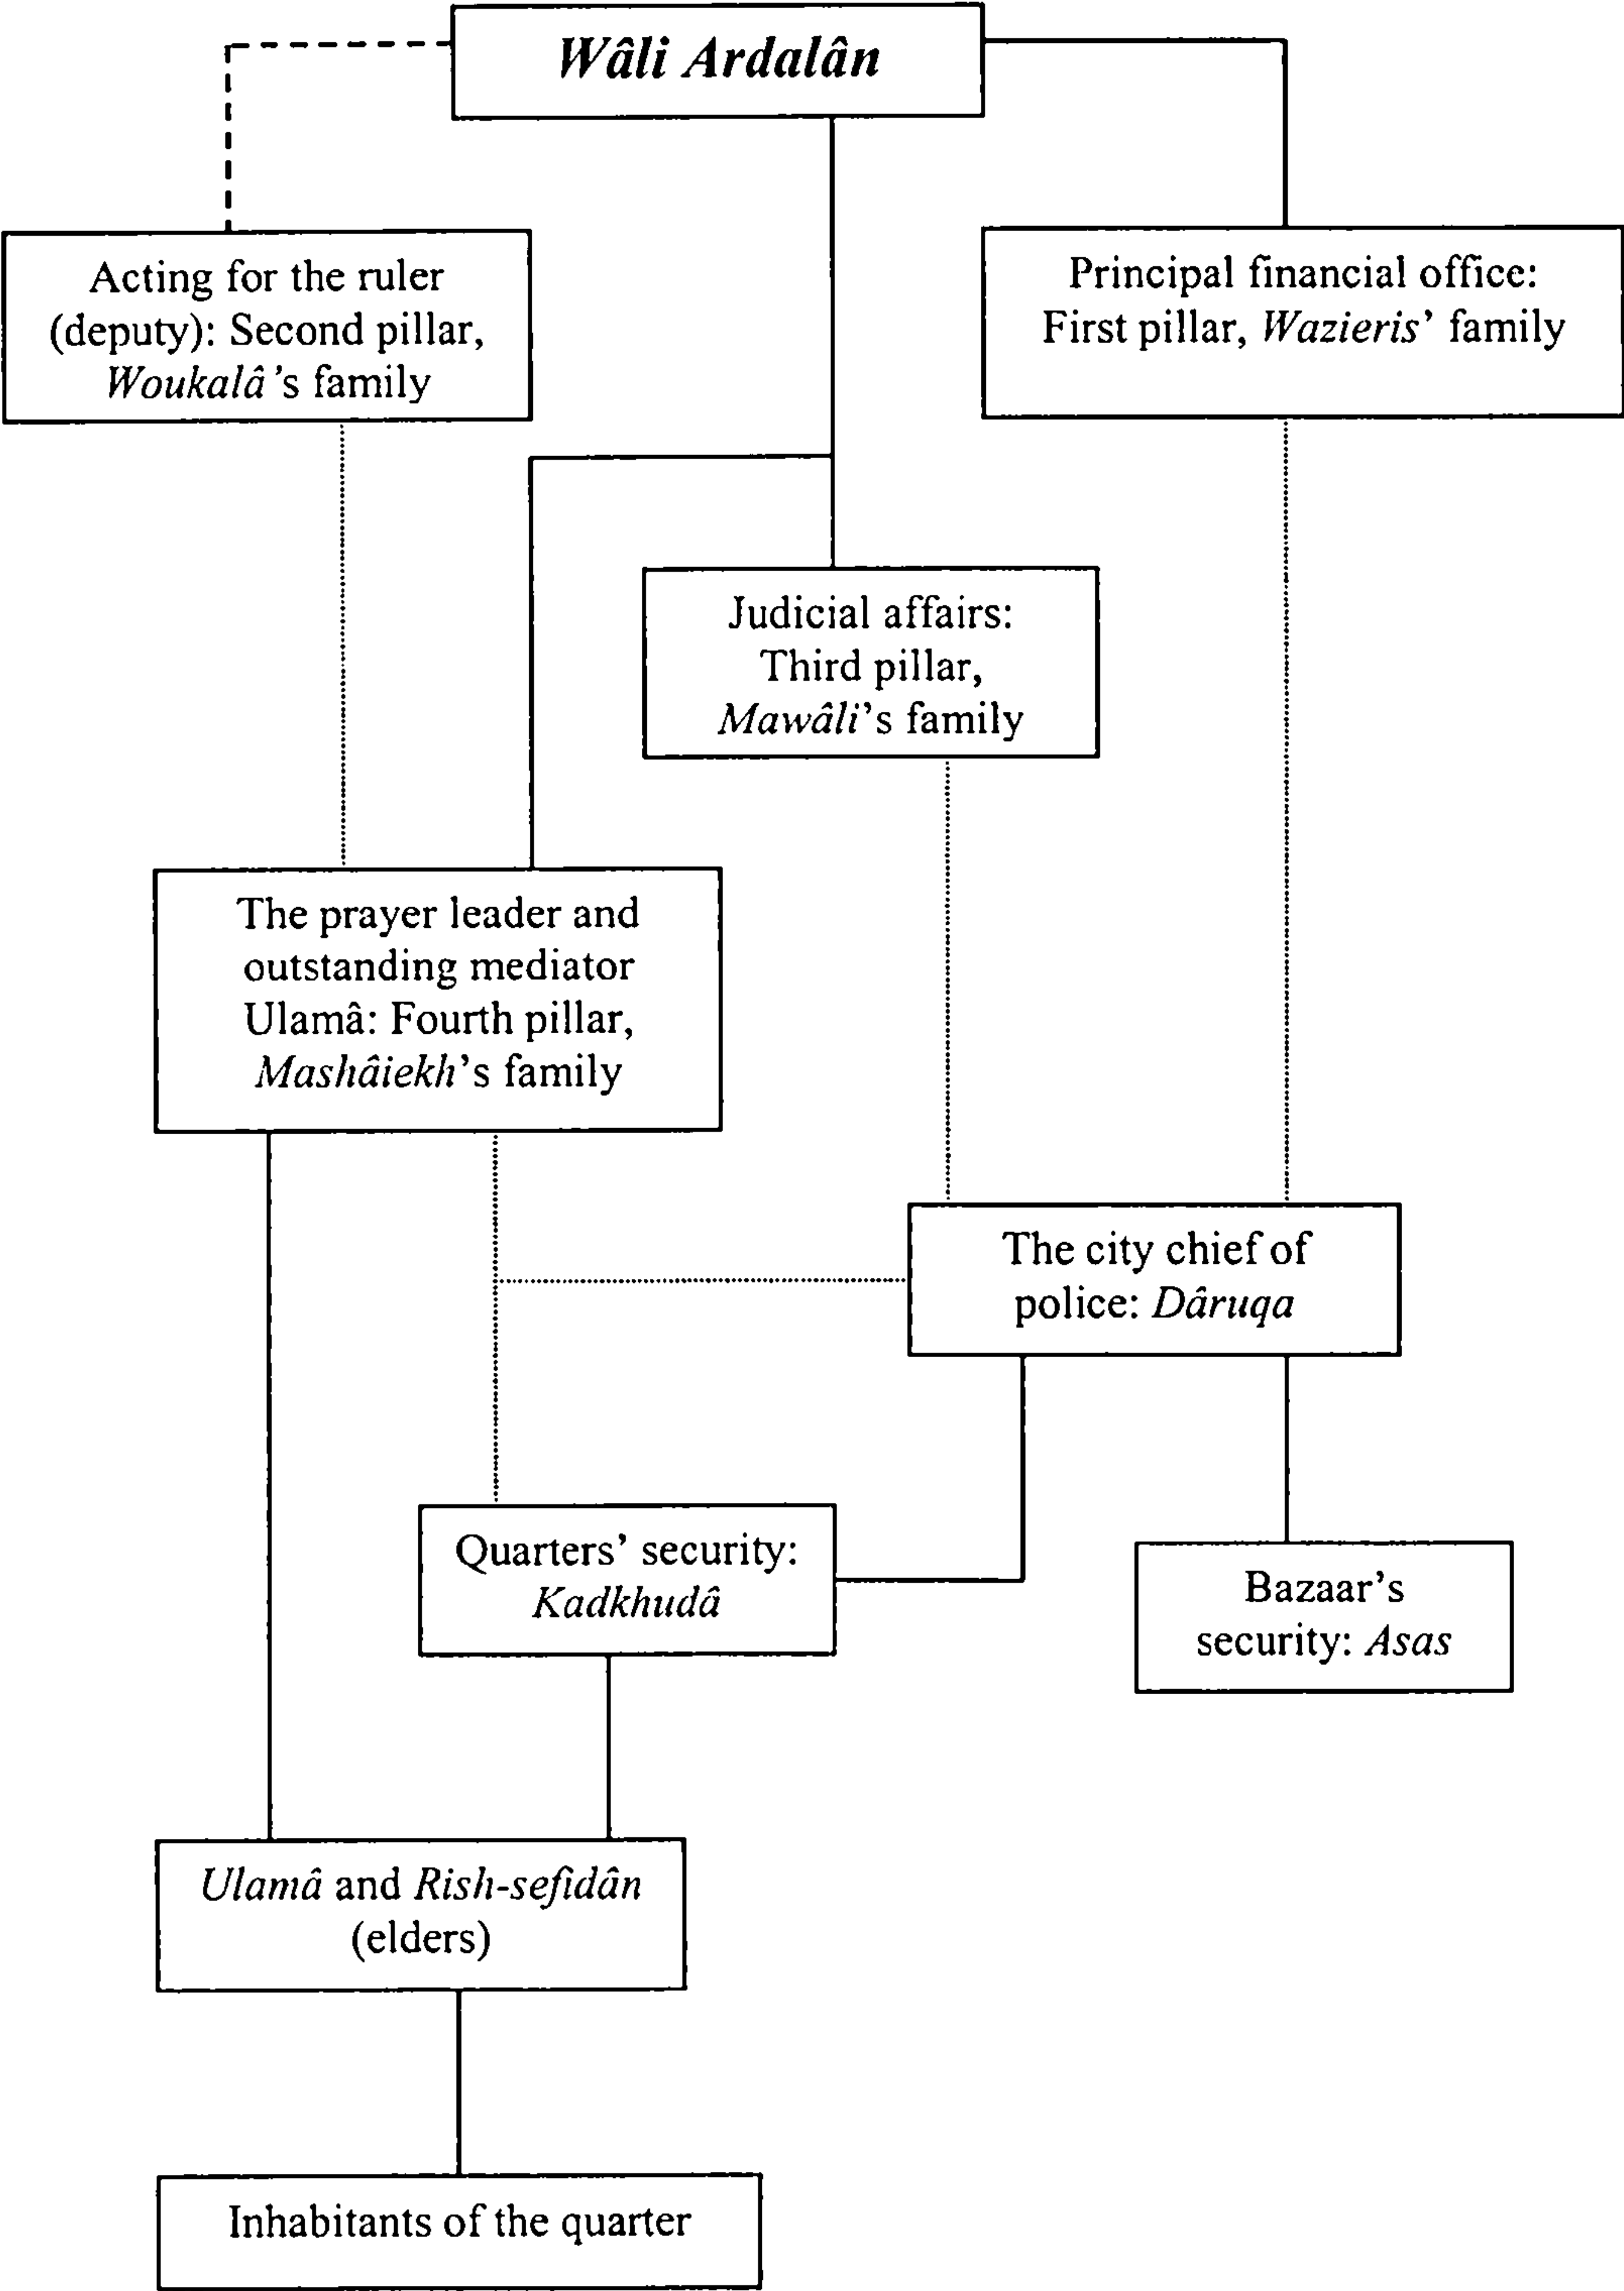 Wâli Ardalân
Acting for the ruler
(deputy): Second pillar,
Woukalâ's family
Principal financial office:
First pillar, Wazieris' family
Judicial affairs:
Third pillar,
Mawâli's family
The prayer leader and
outstanding mediator
Ulamâ: Fourth pillar,
Mashâiekh's family
The city chief of
police: Dâruqa
Quarters' security:
Kadkhudâ
Bazaar's
security: Asas
Ulamâ and Rish-sefidân
(elders)
Inhabitants of the quarter